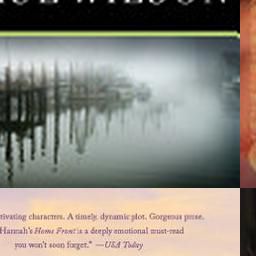 WILSON
tivating characters. A timely, dynamic plot. Gorgeous prose.
Hannah's Home Front is a deeply emotional must-read
you won't soon forget." —USA Today